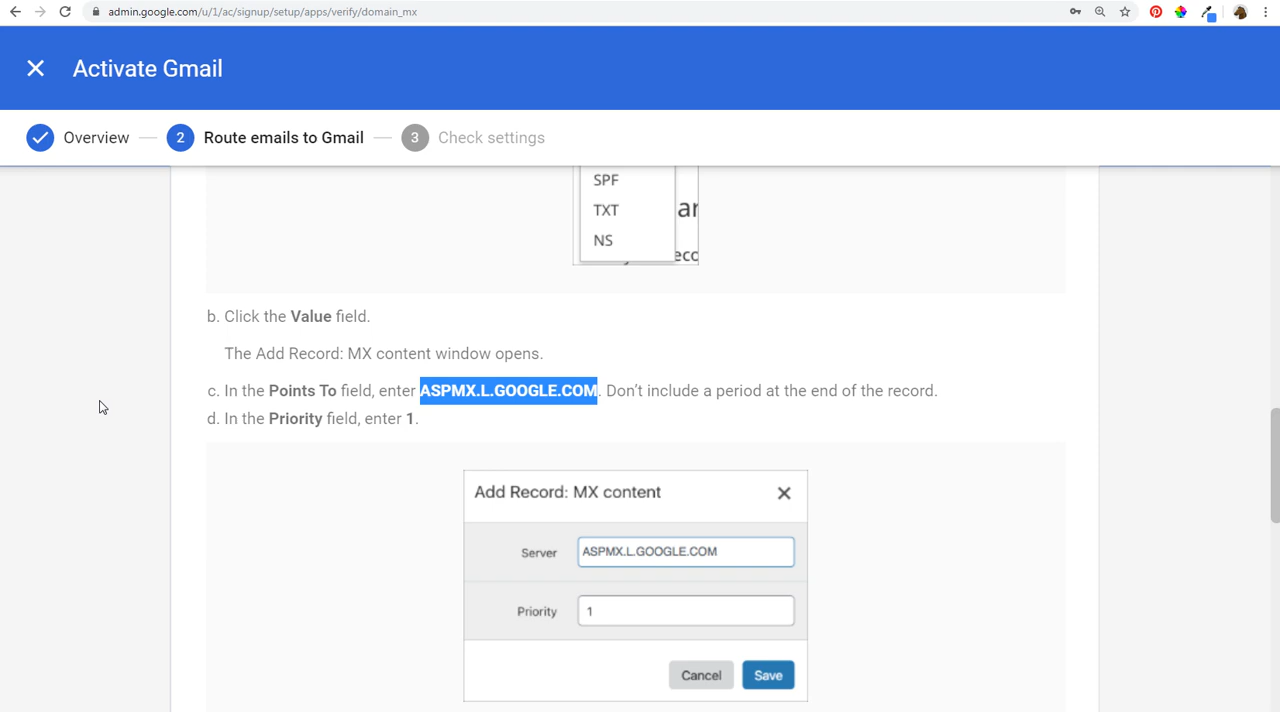 admin.google.com/u/1/ac/signup/setup/apps/verify/domain_mx
Activate Gmail
Overview
2 Route emails to Gmail
3 Check settings
SPF
TXT
NS
b. Click the Value field.
The Add Record: MX content window opens.
c. In the Points To field, enter ASPMX.L.GOOGLE.COM. Don’t include a period at the end of the record.
d. In the Priority field, enter 1.
Add Record: MX content
Server ASPMX.L.GOOGLE.COM
Priority 1
Cancel Save